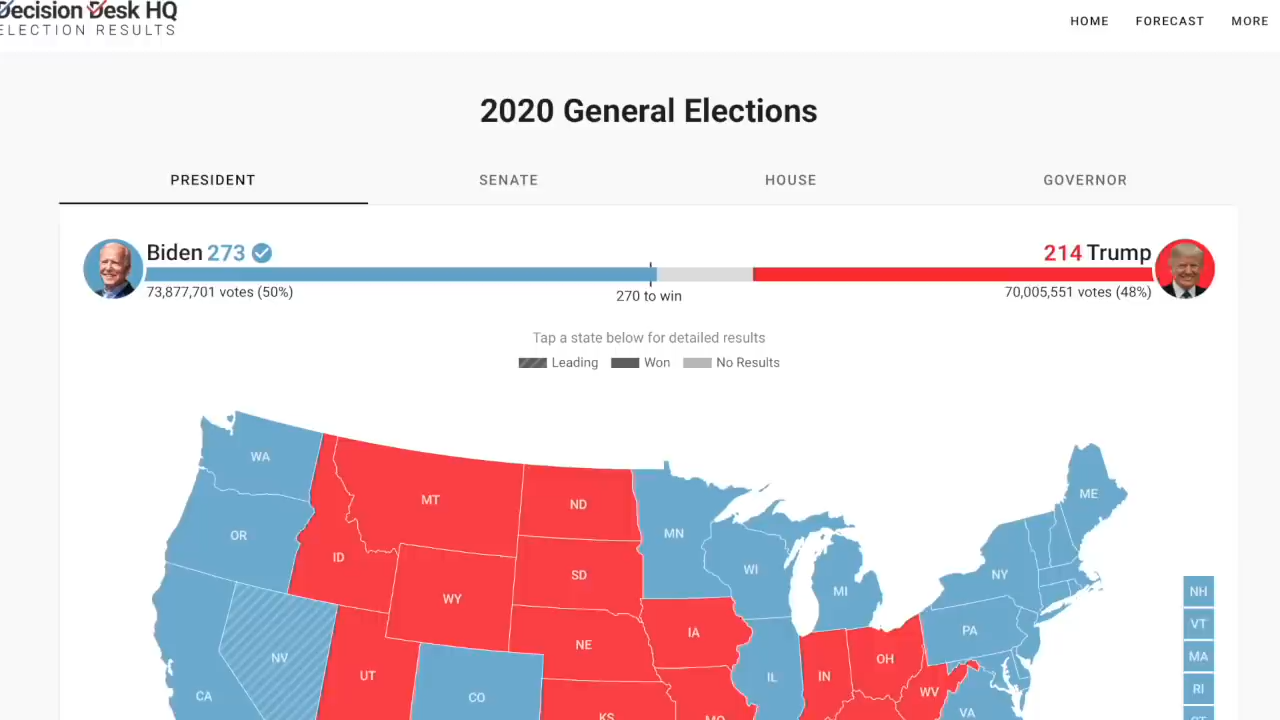 Decision Desk HQ
ELECTION RESULTS
HOME FORECAST MORE
2020 General Elections
PRESIDENT SENATE HOUSE GOVERNOR
Biden 273
214 Trump
73,877,701 votes (50%)
270 to win
70,005,551 votes (48%)
Tap a state below for detailed results
Leading Won No Results
WA
MT
ND
ME
OR
MN
ID
SD
WI
NY
MI
NH
WY
VT
IA
PA
NE
NV
OH
MA
UT
IN
IL
RI
CA
CO
WV
VA
KS
MO
CT